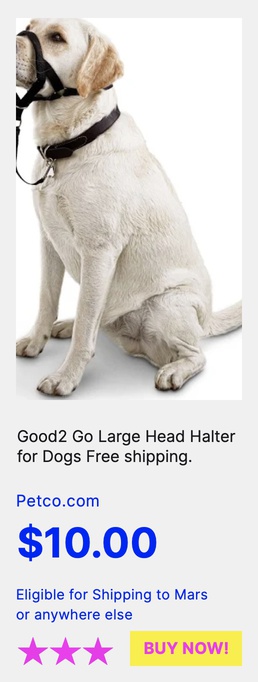 Good2 Go Large Head Halter
for Dogs Free shipping.
Petco.com
$10.00
Eligible for Shipping to Mars
or anywhere else
BUY NOW!